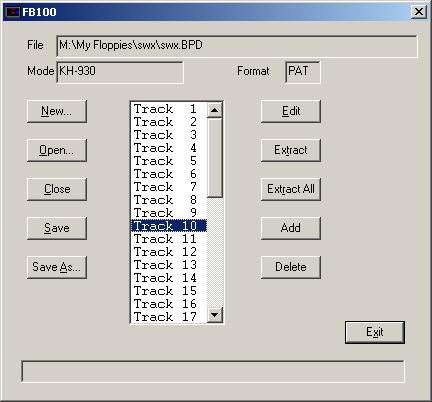 FB100
File M:\My Floppies\swx\swx.BPD
Mode KH-930 Format PAT
New...
Open...
Close
Save
Save As...
Track 1
Track 2
Track 3
Track 4
Track 5
Track 6
Track 7
Track 8
Track 9
Track 10
Track 11
Track 12
Track 13
Track 14
Track 15
Track 16
Track 17
Edit
Extract
Extract All
Add
Delete
Exit